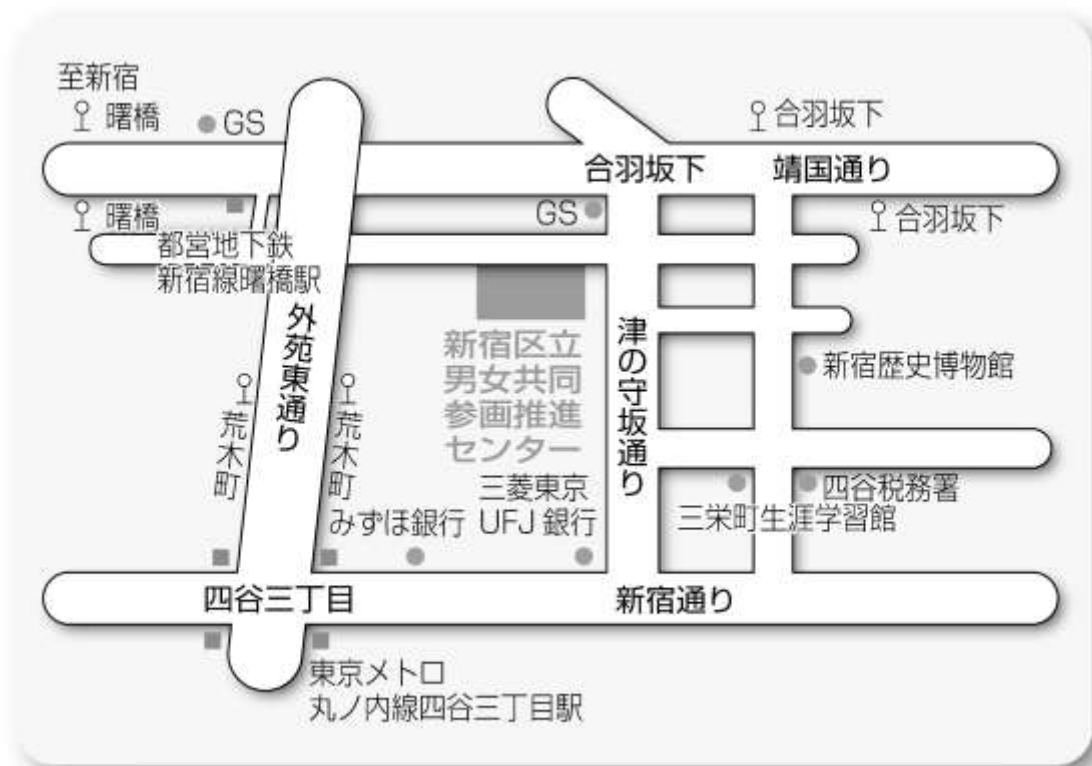 至新宿
曙橋
GS
合羽坂下
合羽坂下
靖国通り
曙橋
GS
合羽坂下
都営地下鉄
新宿線曙橋駅
外苑東通り
新宿区立
男女共同
参画推進
センター
津の守坂通り
新宿歴史博物館
荒木町
荒木町
三菱東京
UFJ銀行
みずほ銀行
四谷税務署
三栄町生涯学習館
四谷三丁目
新宿通り
東京メトロ
丸ノ内線四谷三丁目駅